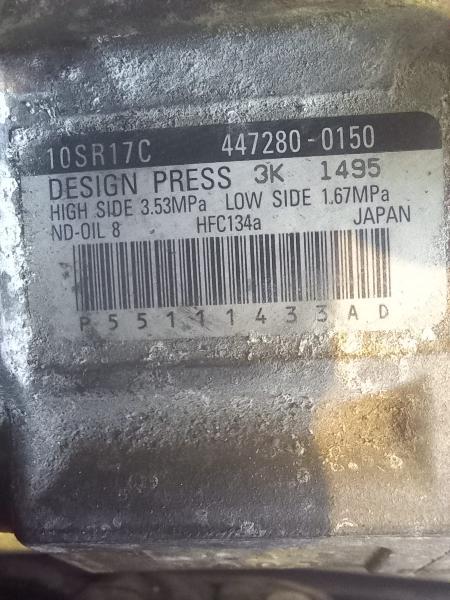 10SR17C 447280-0150
DESIGN PRESS 3K 1495
HIGH SIDE 3.53MPa LOW SIDE 1.67MPa
ND-OIL 8 HFC134a JAPAN
P55111433AD